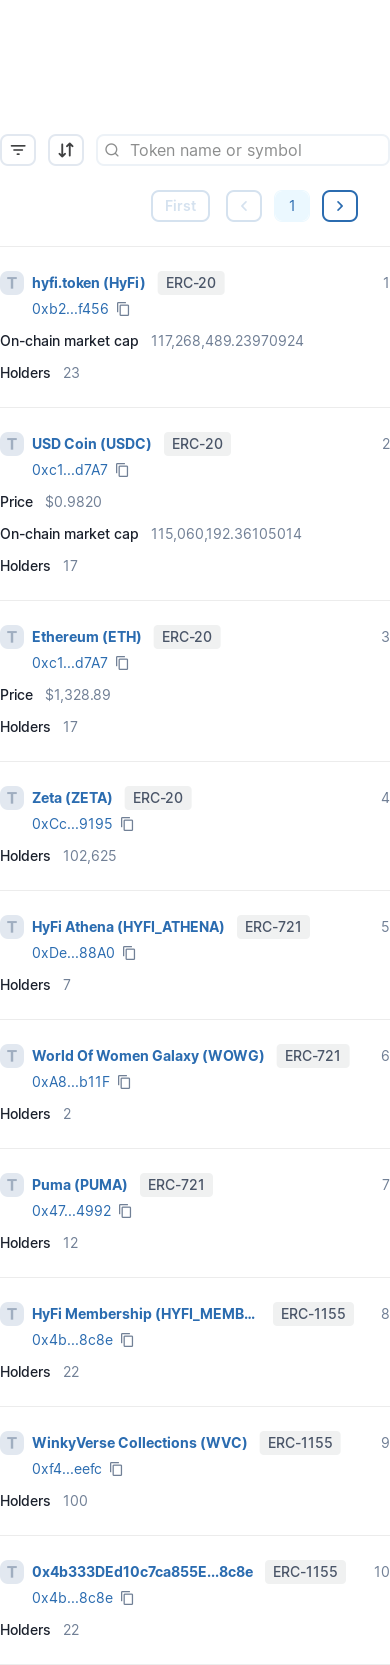 Token name or symbol
First
1
T hyfi.token (HyFi) ERC-20 1
0xb2...f456
On-chain market cap 117,268,489.23970924
Holders 23
T USD Coin (USDC) ERC-20 2
0xc1...d7A7
Price $0.9820
On-chain market cap 115,060,192.36105014
Holders 17
T Ethereum (ETH) ERC-20 3
0xc1...d7A7
Price $1,328.89
Holders 17
T Zeta (ZETA) ERC-20 4
0xCc...9195
Holders 102,625
T HyFi Athena (HYFI_ATHENA) ERC-721 5
0xDe...88A0
Holders 7
T World Of Women Galaxy (WOWG) ERC-721 6
0xA8...b11F
Holders 2
T Puma (PUMA) ERC-721 7
0x47...4992
Holders 12
T HyFi Membership (HYFI_MEMB... ERC-1155 8
0x4b...8c8e
Holders 22
T WinkyVerse Collections (WVC) ERC-1155 9
0xf4...eefc
Holders 100
T 0x4b333DEd10c7ca855E...8c8e ERC-1155 10
0x4b...8c8e
Holders 22